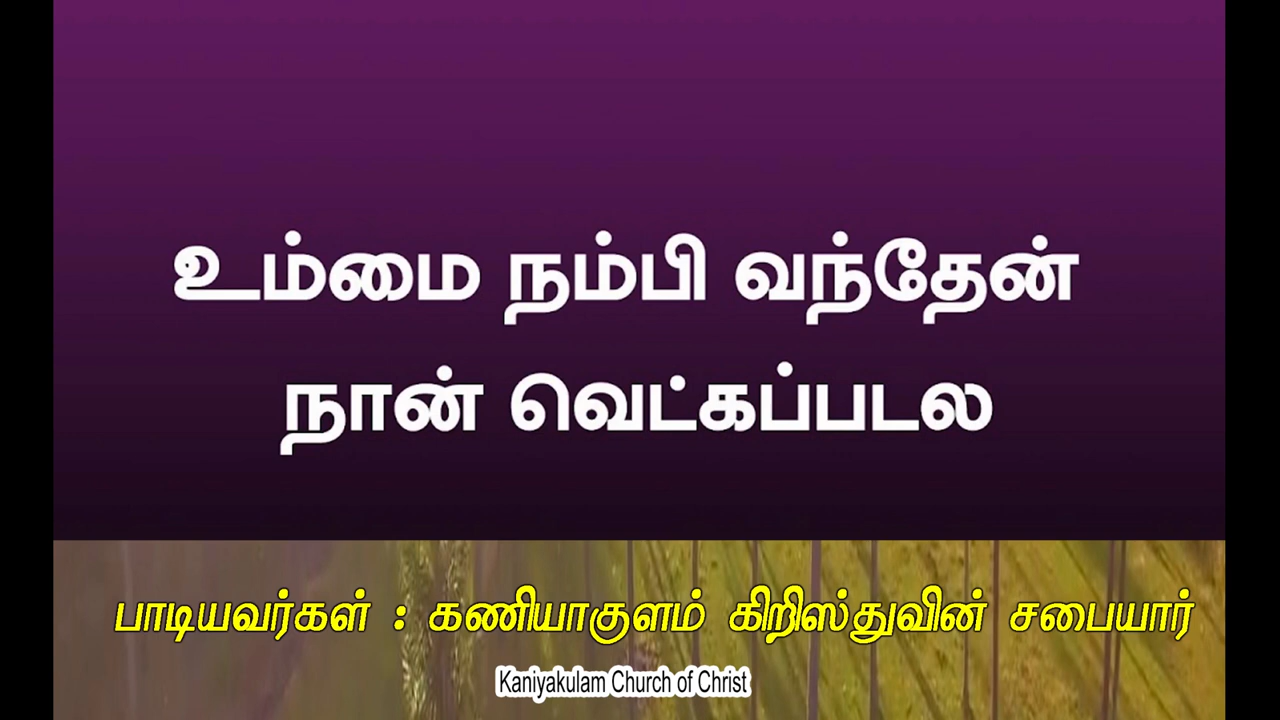 உம்மை நம்பி வந்தேன்
நான் வெட்கப்படல
பாடியவர்கள் : கணியாகுளம் கிறிஸ்துவின் சபையார்
Kaniyakulam Church of Christ